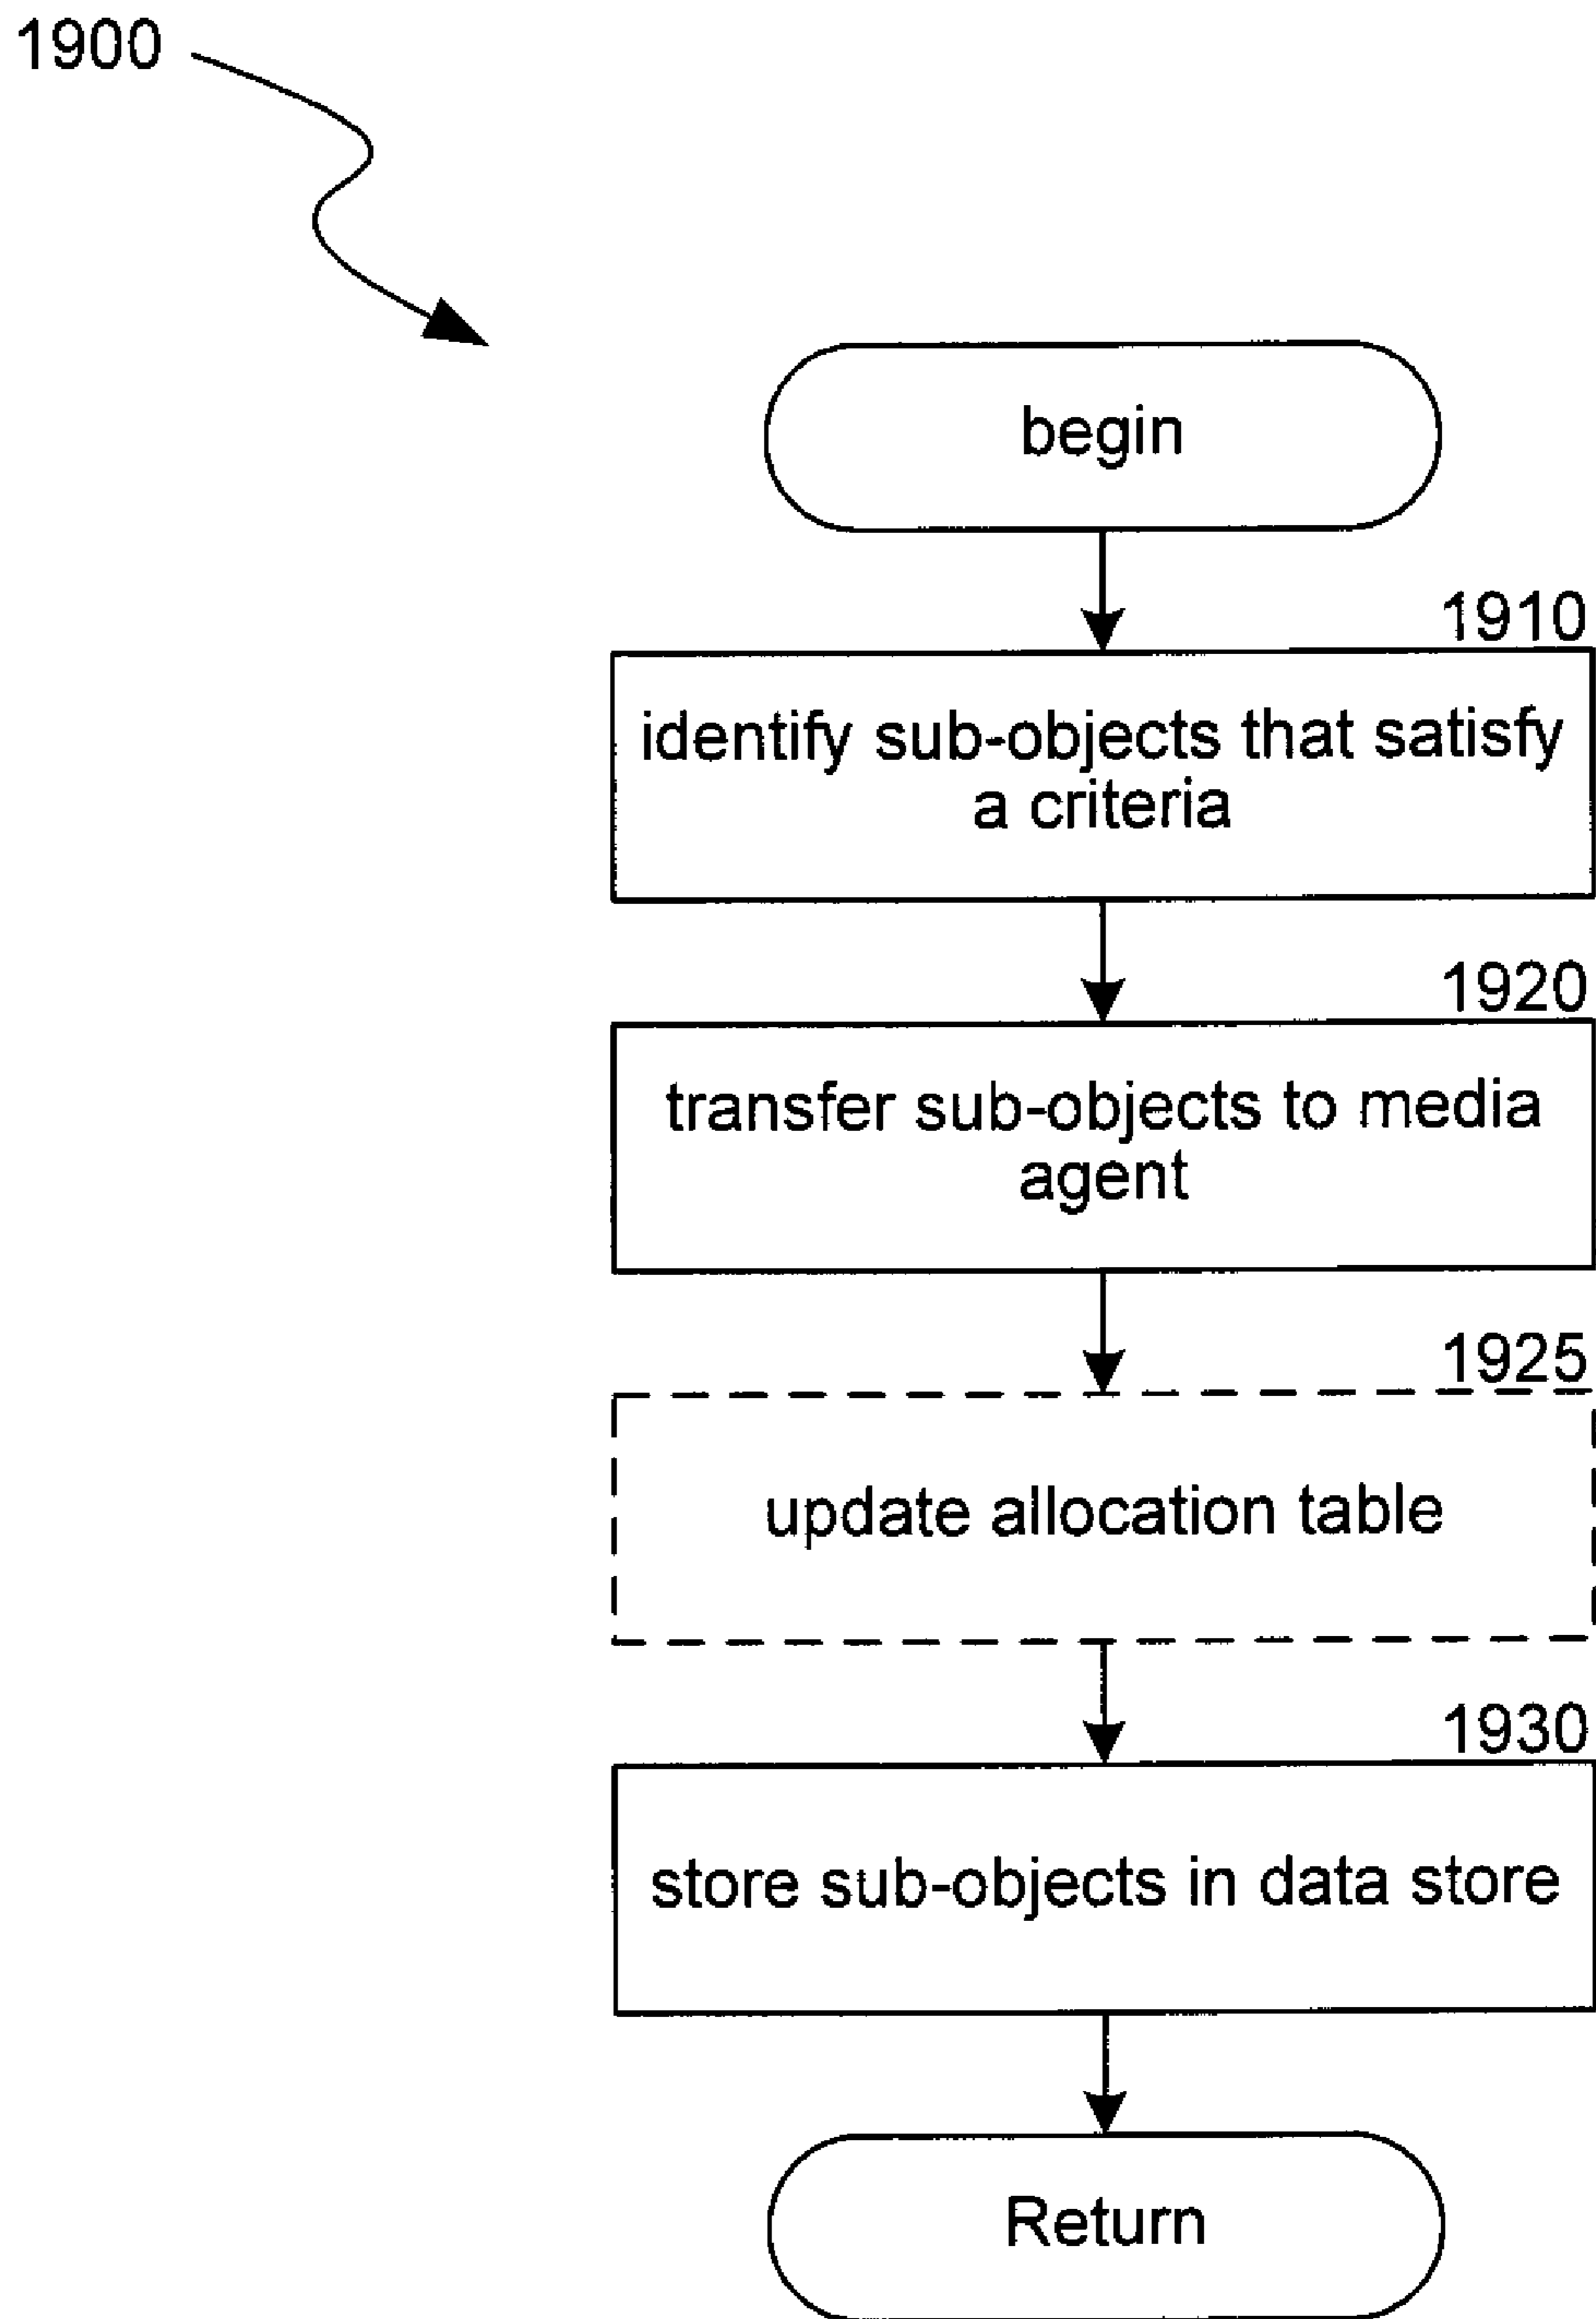 1900
begin
1910
identify sub-objects that satisfy
a criteria
1920
transfer sub-objects to media
agent
1925
update allocation table
1930
store sub-objects in data store
Return